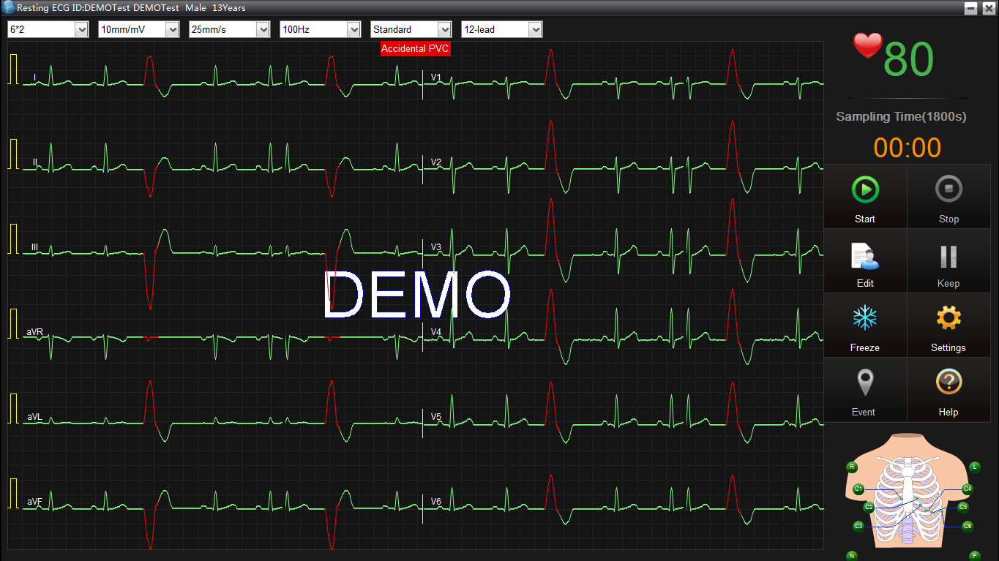 Resting ECG ID:DEMOTest DEMOTest Male 13Years
6*2 10mm/mV 25mm/s 100Hz Standard 12-lead
Accidental PVC
80
Sampling Time(1800s)
00:00
I V1
II V2
III V3
DEMO
aVR V4
aVL V5
aVF V6
Start Stop
Edit Keep
Freeze Settings
Event Help
R L
C1 C4
C2 C5
C3 C6
N F